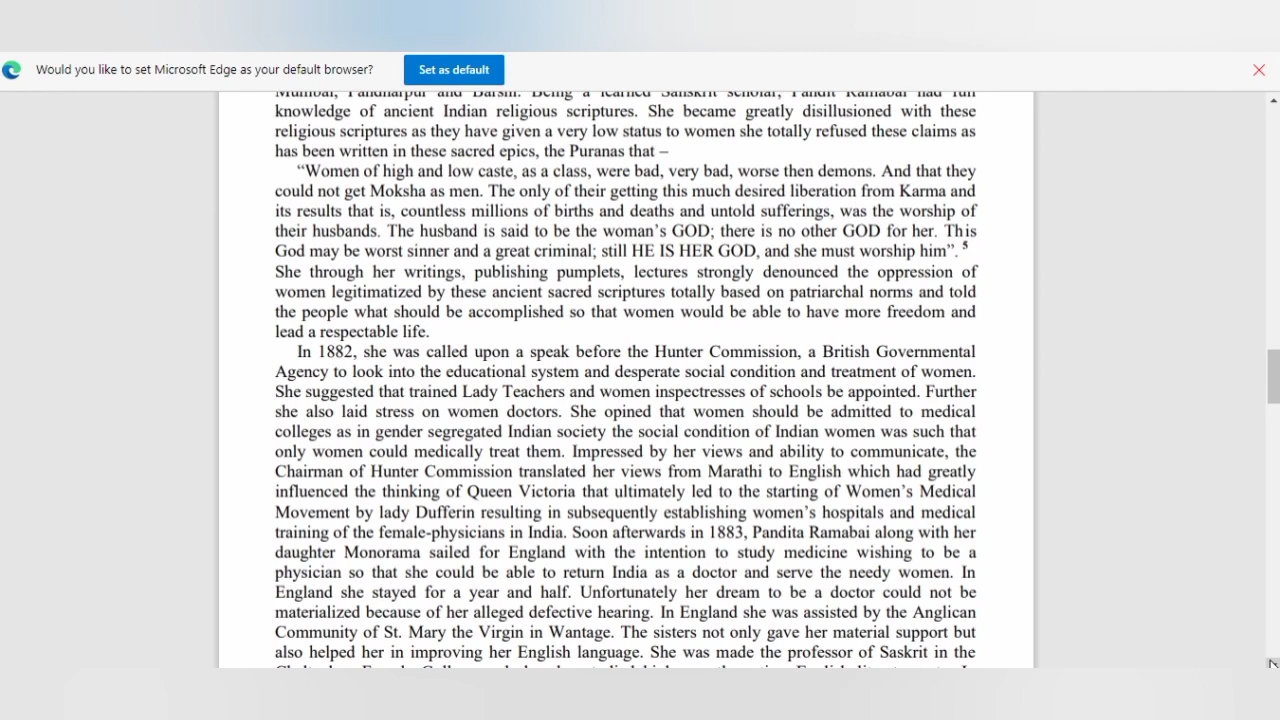 Would you like to set Microsoft Edge as your default browser?
Set as default
Mumbai, Pandharpur and Barshi. Being a learned Sanskrit scholar, Pandit Ramabai had full
knowledge of ancient Indian religious scriptures. She became greatly disillusioned with these
religious scriptures as they have given a very low status to women she totally refused these claims as
has been written in these sacred epics, the Puranas that –
“Women of high and low caste, as a class, were bad, very bad, worse then demons. And that they
could not get Moksha as men. The only of their getting this much desired liberation from Karma and
its results that is, countless millions of births and deaths and untold sufferings, was the worship of
their husbands. The husband is said to be the woman’s GOD; there is no other GOD for her. This
God may be worst sinner and a great criminal; still HE IS HER GOD, and she must worship him”. 5
She through her writings, publishing pumplets, lectures strongly denounced the oppression of
women legitimatized by these ancient sacred scriptures totally based on patriarchal norms and told
the people what should be accomplished so that women would be able to have more freedom and
lead a respectable life.
In 1882, she was called upon a speak before the Hunter Commission, a British Governmental
Agency to look into the educational system and desperate social condition and treatment of women.
She suggested that trained Lady Teachers and women inspectresses of schools be appointed. Further
she also laid stress on women doctors. She opined that women should be admitted to medical
colleges as in gender segregated Indian society the social condition of Indian women was such that
only women could medically treat them. Impressed by her views and ability to communicate, the
Chairman of Hunter Commission translated her views from Marathi to English which had greatly
influenced the thinking of Queen Victoria that ultimately led to the starting of Women’s Medical
Movement by lady Dufferin resulting in subsequently establishing women’s hospitals and medical
training of the female-physicians in India. Soon afterwards in 1883, Pandita Ramabai along with her
daughter Monorama sailed for England with the intention to study medicine wishing to be a
physician so that she could be able to return India as a doctor and serve the needy women. In
England she stayed for a year and half. Unfortunately her dream to be a doctor could not be
materialized because of her alleged defective hearing. In England she was assisted by the Anglican
Community of St. Mary the Virgin in Wantage. The sisters not only gave her material support but
also helped her in improving her English language. She was made the professor of Saskrit in the